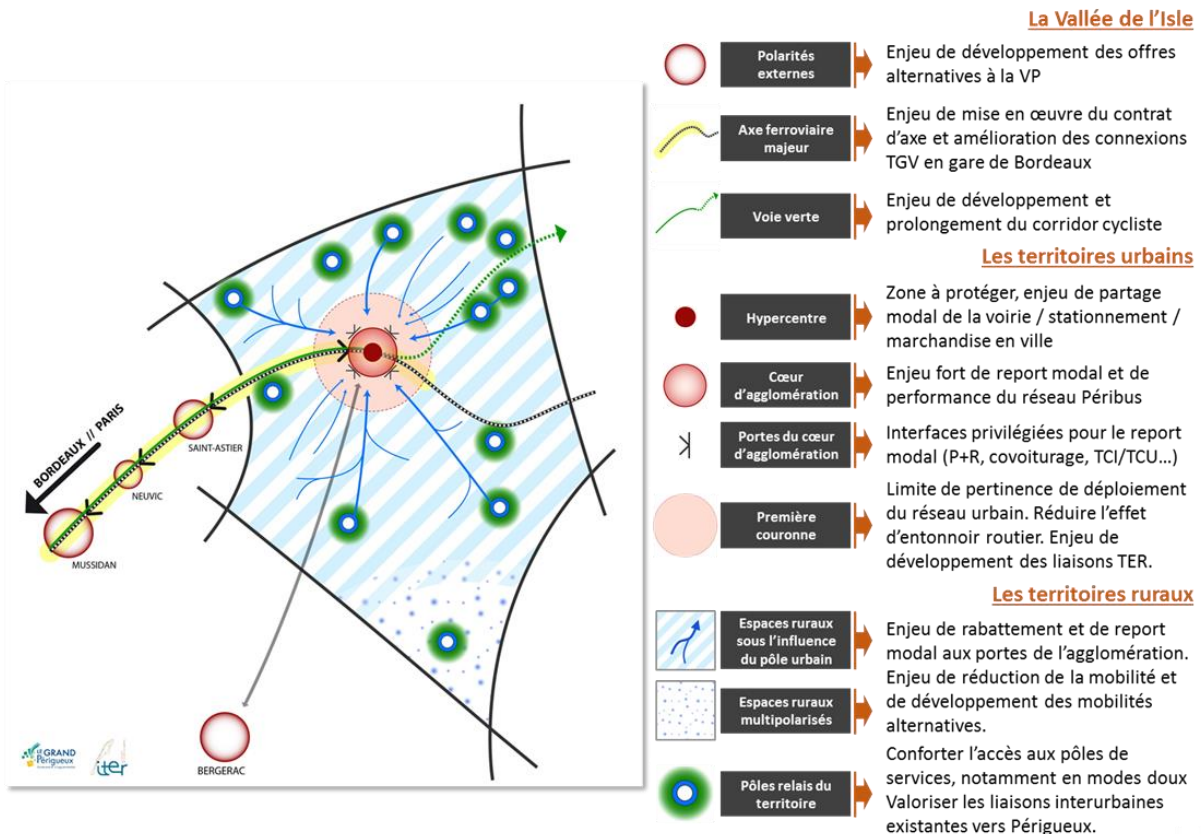 BORDEAUX // PARIS
SAINT-ASTIER
NEUVIC
MUSSIDAN
BERGERAC
LE GRAND
Périgueux
iter
La Vallée de l'Isle
Polarités
externes
Enjeu de développement des offres
alternatives à la VP
Axe ferroviaire
majeur
Enjeu de mise en œuvre du contrat
d'axe et amélioration des connexions
TGV en gare de Bordeaux
Voie verte
Enjeu de développement et
prolongement du corridor cycliste
Les territoires urbains
Hypercentre
Zone à protéger, enjeu de partage
modal de la voirie / stationnement /
marchandise en ville
Cœur
d'agglomération
Enjeu fort de report modal et de
performance du réseau Péribus
Portes du cœur
d'agglomération
Interfaces privilégiées pour le report
modal (P+R, covoiturage, TCI/TCU...)
Première
couronne
Limite de pertinence de déploiement
du réseau urbain. Réduire l'effet
d'entonnoir routier. Enjeu de
développement des liaisons TER.
Les territoires ruraux
Espaces ruraux
sous l'influence
du pôle urbain
Enjeu de rabattement et de report
modal aux portes de l'agglomération.
Espaces ruraux
multipolarisés
Enjeu de réduction de la mobilité et
de développement des mobilités
alternatives.
Pôles relais du
territoire
Conforter l'accès aux pôles de
services, notamment en modes doux
Valoriser les liaisons interurbaines
existantes vers Périgueux.